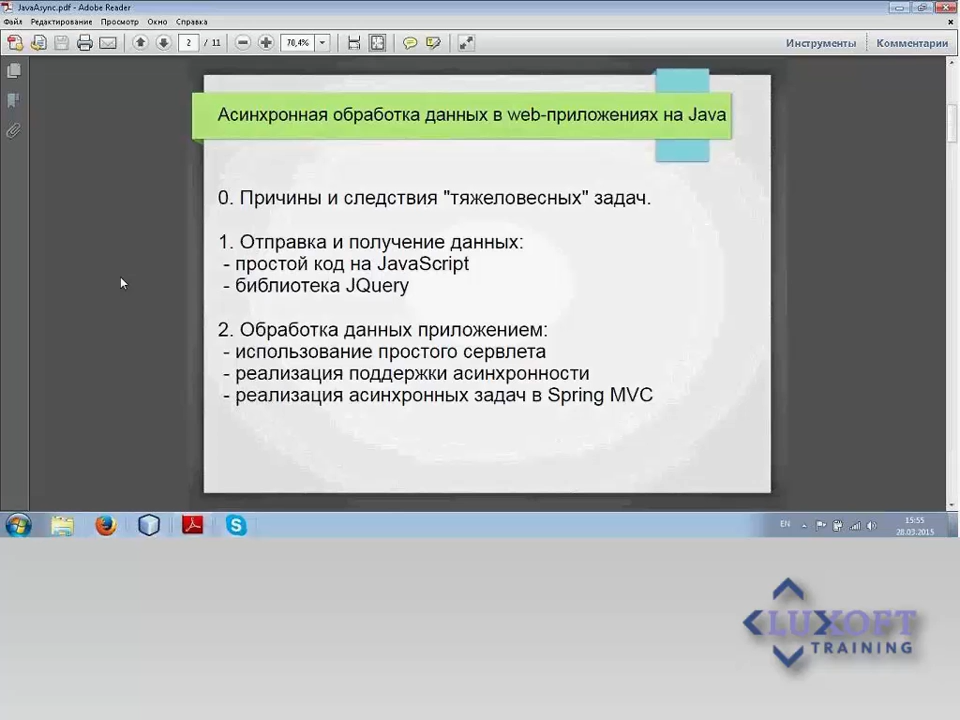 JavaAsync.pdf - Adobe Reader
Файл Редактирование Просмотр Окно Справка
2 / 11 70,4% Инструменты Комментарии
Асинхронная обработка данных в web-приложениях на Java
0. Причины и следствия "тяжеловесных" задач.
1. Отправка и получение данных:
- простой код на JavaScript
- библиотека JQuery
2. Обработка данных приложением:
- использование простого сервлета
- реализация поддержки асинхронности
- реализация асинхронных задач в Spring MVC
EN 15:55
28.03.2015
LUXOFT
TRAINING